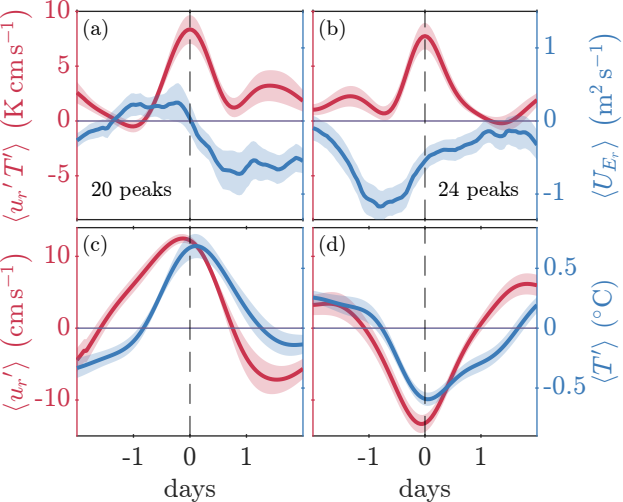 (a)
(b)
10
5
0
-5
⟨u_r′ T′⟩ (K cm s⁻¹)
20 peaks
24 peaks
1
0
-1
⟨U_{E_r}⟩ (m² s⁻¹)
(c)
(d)
10
0
-10
⟨u_r′⟩ (cm s⁻¹)
0.5
0
-0.5
⟨T′⟩ (°C)
-1 0 1
-1 0 1
days
days